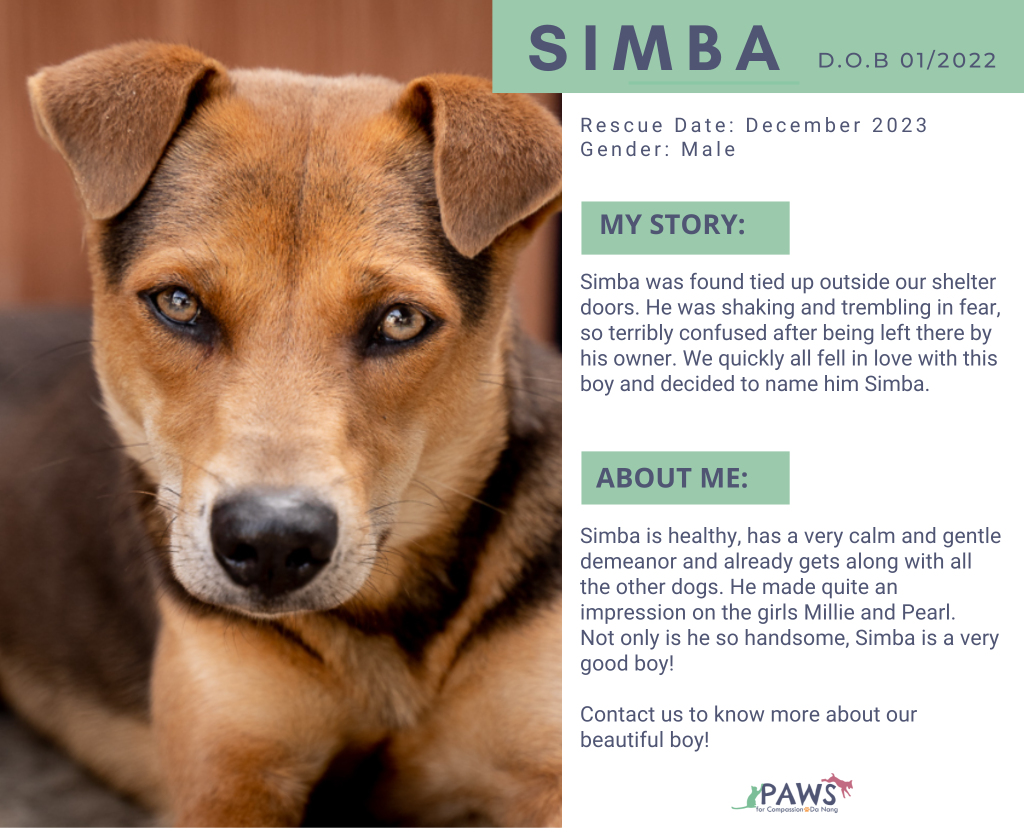 SIMBA D.O.B 01/2022
Rescue Date: December 2023
Gender: Male
MY STORY:
Simba was found tied up outside our shelter
doors. He was shaking and trembling in fear,
so terribly confused after being left there by
his owner. We quickly all fell in love with this
boy and decided to name him Simba.
ABOUT ME:
Simba is healthy, has a very calm and gentle
demeanor and already gets along with all
the other dogs. He made quite an
impression on the girls Millie and Pearl.
Not only is he so handsome, Simba is a very
good boy!
Contact us to know more about our
beautiful boy!
PAWS
for Compassion@Da Nang